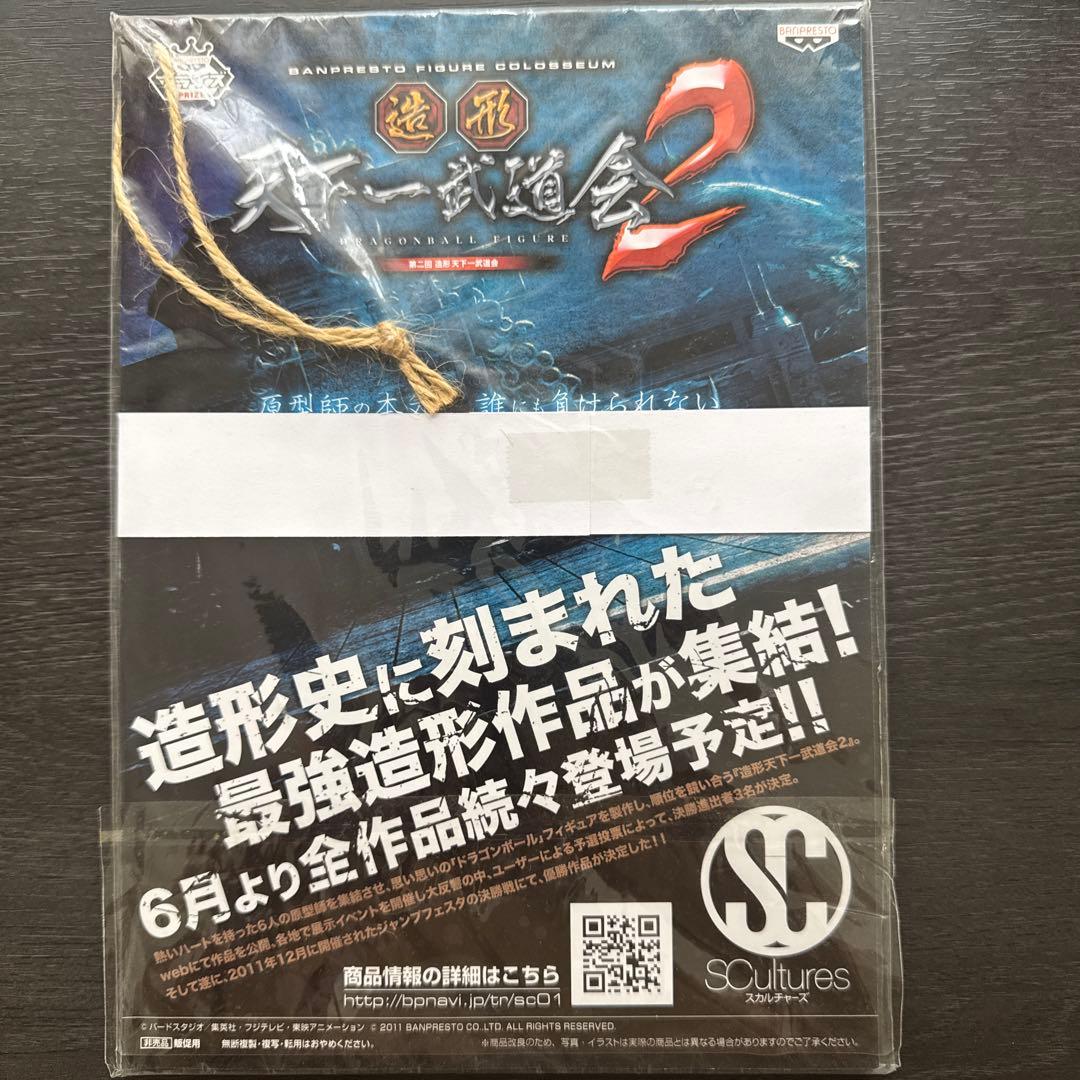 BANPRESTO
PRIZE
BANPRESTO FIGURE COLOSSEUM
造形
天下一武道会2
DRAGONBALL FIGURE
第二回 造形 天下一武道会
原型師の本 誰にも負けられない
造形史に刻まれた
最強造形作品が集結!
6月より全作品続々登場予定!!
熱いハートを持った6人の原型師を集結させ、思い思いの「ドラゴンボール」フィギュアを製作し、順位を競い合う『造形天下一武道会2』。
webにて作品を公開、各地で展示イベントを開催し大反響の中、ユーザーによる予選投票によって、決勝進出者3名が決定。
そして遂に、2011年12月に開催されたジャンプフェスタの決勝戦にて、優勝作品が決定した!!
商品情報の詳細はこちら
http://bpnavi.jp/tr/sc01
SC
SCultures
スカルチャーズ
© バードスタジオ/集英社・フジテレビ・東映アニメーション © 2011 BANPRESTO CO.,LTD. ALL RIGHTS RESERVED.
非売品 販促用 無断複製・複写・転用はおやめください。 ※商品改良のため、写真・イラストは実際の商品とは異なる場合がありますのでご了承ください。